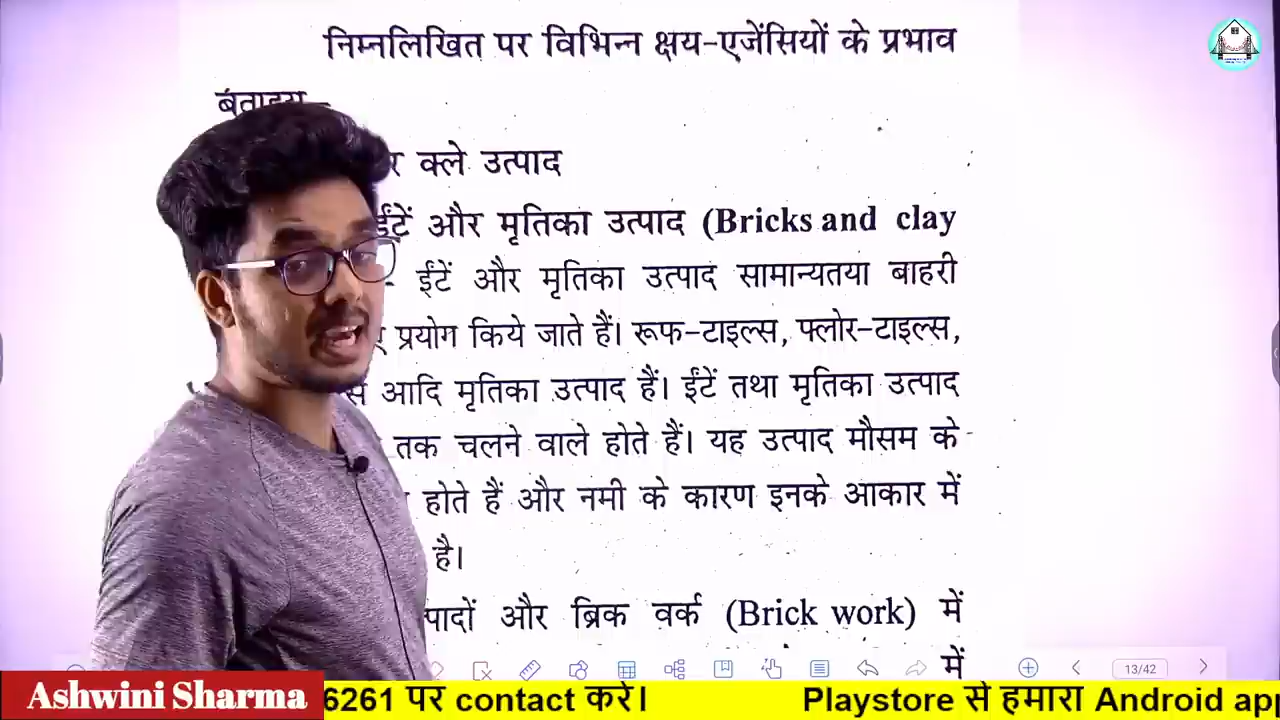 निम्नलिखित पर विभिन्न क्षय-एजेंसियों के प्रभाव
बताइय–
र क्ले उत्पाद
ईंटें और मृतिका उत्पाद (Bricks and clay
- ईंटें और मृतिका उत्पाद सामान्यतया बाहरी
प्रयोग किये जाते हैं। रूफ-टाइल्स, फ्लोर-टाइल्स,
स आदि मृतिका उत्पाद हैं। ईंटें तथा मृतिका उत्पाद
तक चलने वाले होते हैं। यह उत्पाद मौसम के
होते हैं और नमी के कारण इनके आकार में
है।
पादों और ब्रिक वर्क (Brick work) में
में
13/42
Ashwini Sharma 6261 पर contact करे। Playstore से हमारा Android app